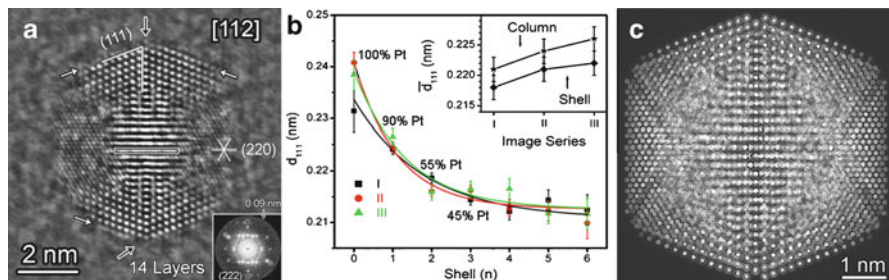 a
[112]
(111)
(220)
2 nm
14 Layers
0.09 nm
(222)
b
0.25
0.24
0.23
0.22
0.21
d111 (nm)
100% Pt
90% Pt
55% Pt
45% Pt
I
II
III
0 1 2 3 4 5 6
Shell (n)
Column
0.225
0.220
0.215
d̄111 (nm)
Shell
I II III
Image Series
c
1 nm